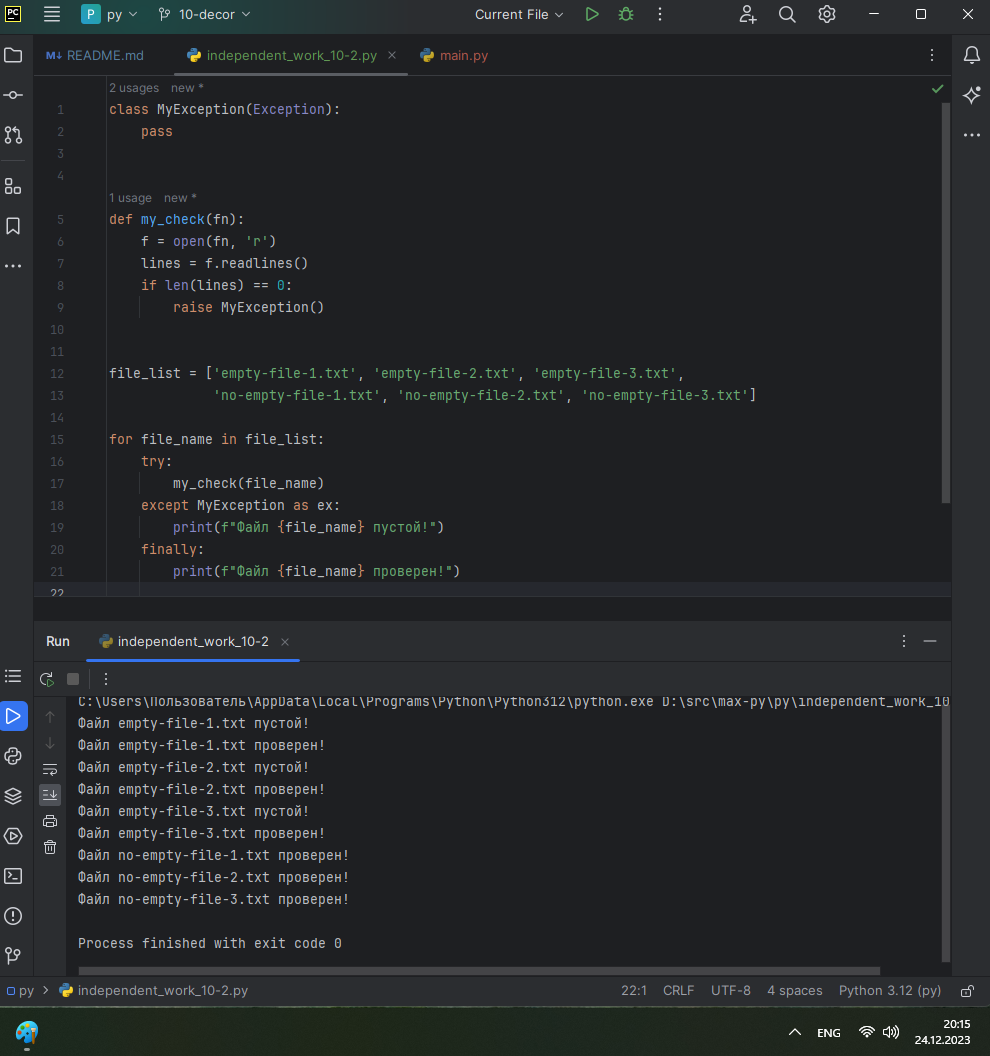 PC P py 10-decor Current File
M↓ README.md independent_work_10-2.py main.py
2 usages new *
1 class MyException(Exception):
2 pass
3
4
1 usage new *
5 def my_check(fn):
6 f = open(fn, 'r')
7 lines = f.readlines()
8 if len(lines) == 0:
9 raise MyException()
10
11
12 file_list = ['empty-file-1.txt', 'empty-file-2.txt', 'empty-file-3.txt',
13 'no-empty-file-1.txt', 'no-empty-file-2.txt', 'no-empty-file-3.txt']
14
15 for file_name in file_list:
16 try:
17 my_check(file_name)
18 except MyException as ex:
19 print(f"Файл {file_name} пустой!")
20 finally:
21 print(f"Файл {file_name} проверен!")
22
Run independent_work_10-2
C:\Users\Пользователь\AppData\Local\Programs\Python\Python312\python.exe D:\src\max-py\py\independent_work_10
Файл empty-file-1.txt пустой!
Файл empty-file-1.txt проверен!
Файл empty-file-2.txt пустой!
Файл empty-file-2.txt проверен!
Файл empty-file-3.txt пустой!
Файл empty-file-3.txt проверен!
Файл no-empty-file-1.txt проверен!
Файл no-empty-file-2.txt проверен!
Файл no-empty-file-3.txt проверен!
Process finished with exit code 0
py > independent_work_10-2.py 22:1 CRLF UTF-8 4 spaces Python 3.12 (py)
ENG 20:15
24.12.2023